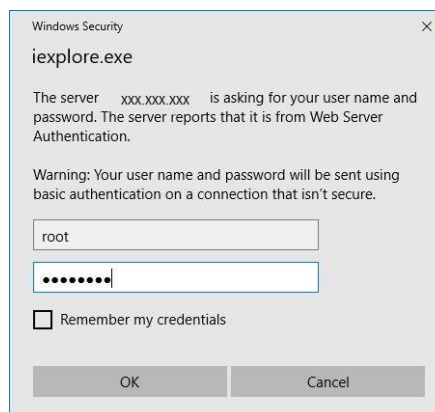 Windows Security
iexplore.exe
The server xxx.xxx.xxx is asking for your user name and
password. The server reports that it is from Web Server
Authentication.
Warning: Your user name and password will be sent using
basic authentication on a connection that isn't secure.
root
●●●●●●●●
Remember my credentials
OK Cancel